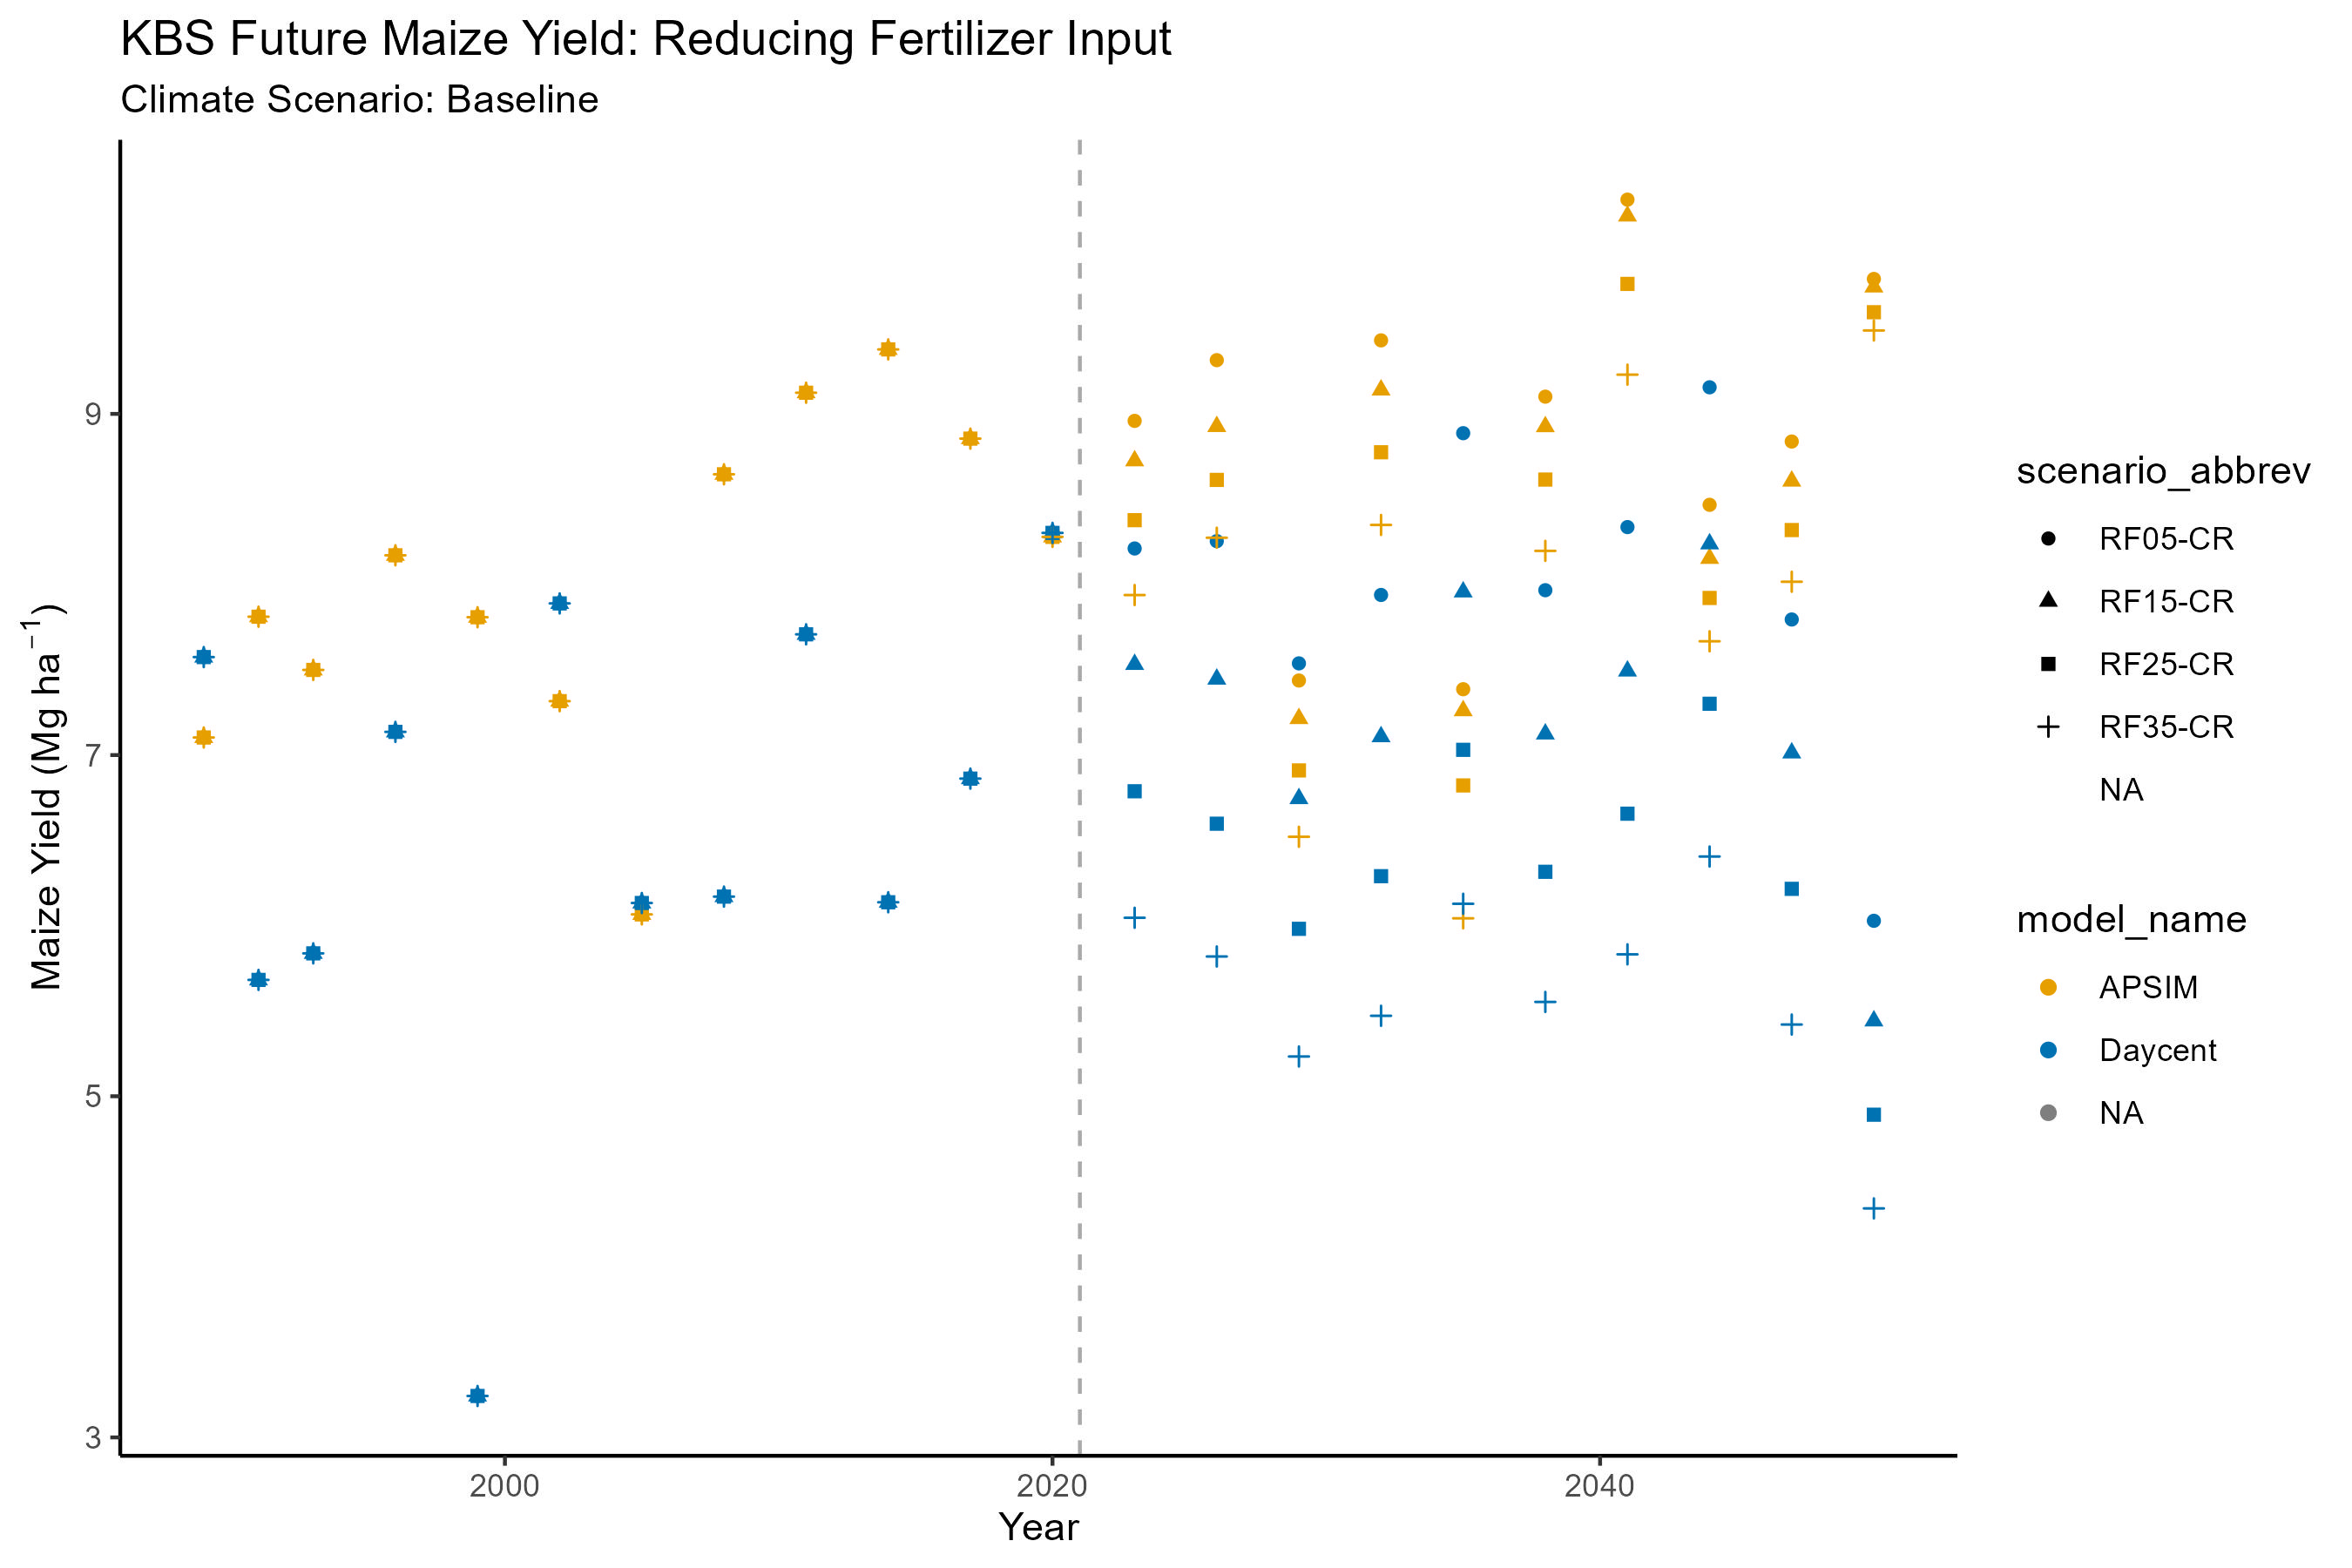 KBS Future Maize Yield: Reducing Fertilizer Input
Climate Scenario: Baseline
Maize Yield (Mg ha⁻¹)
9
7
5
3
2000
2020
2040
Year
scenario_abbrev
RF05-CR
RF15-CR
RF25-CR
RF35-CR
NA
model_name
APSIM
Daycent
NA